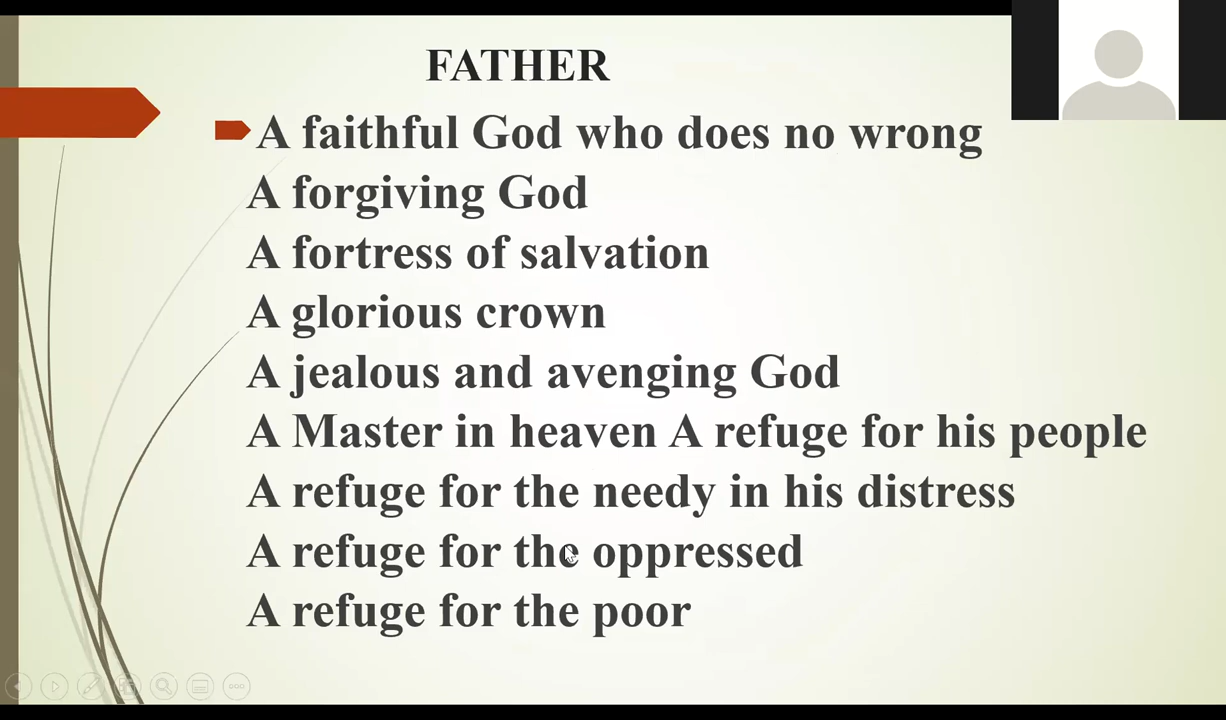 FATHER
A faithful God who does no wrong
A forgiving God
A fortress of salvation
A glorious crown
A jealous and avenging God
A Master in heaven A refuge for his people
A refuge for the needy in his distress
A refuge for the oppressed
A refuge for the poor